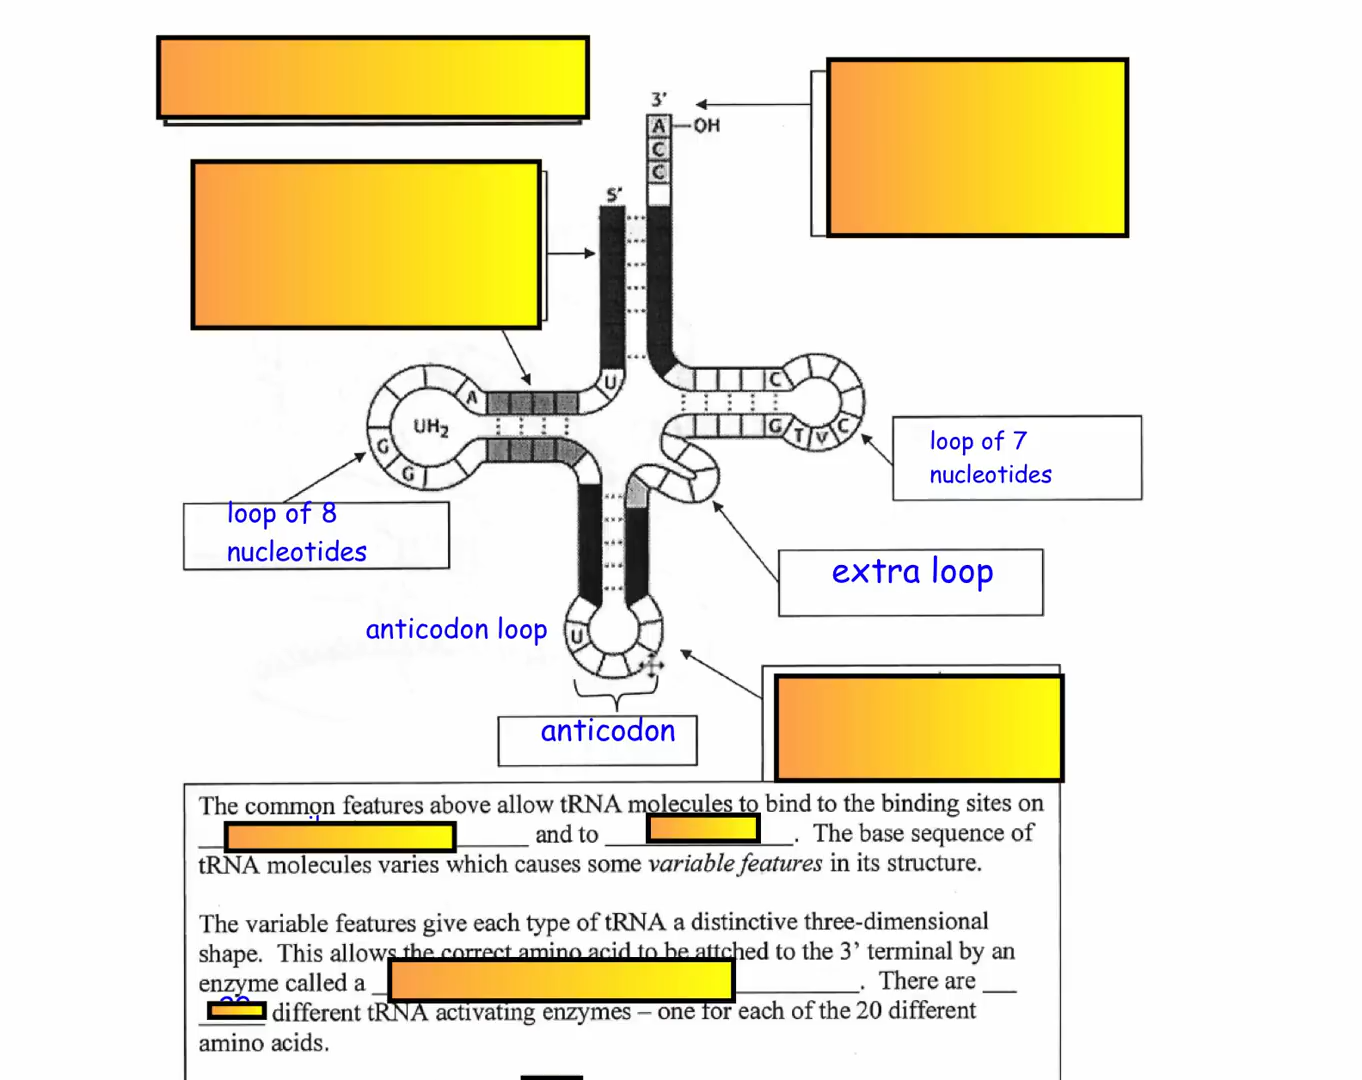 3'
A—OH
C
C
5'
U
A
C
UH₂
G
G
G
T
Ψ
C
loop of 7
nucleotides
loop of 8
nucleotides
extra loop
anticodon loop
U
anticodon
The common features above allow tRNA molecules to bind to the binding sites on
and to . The base sequence of
tRNA molecules varies which causes some variable features in its structure.
The variable features give each type of tRNA a distinctive three-dimensional
shape. This allows the correct amino acid to be attched to the 3' terminal by an
enzyme called a . There are
different tRNA activating enzymes – one for each of the 20 different
amino acids.